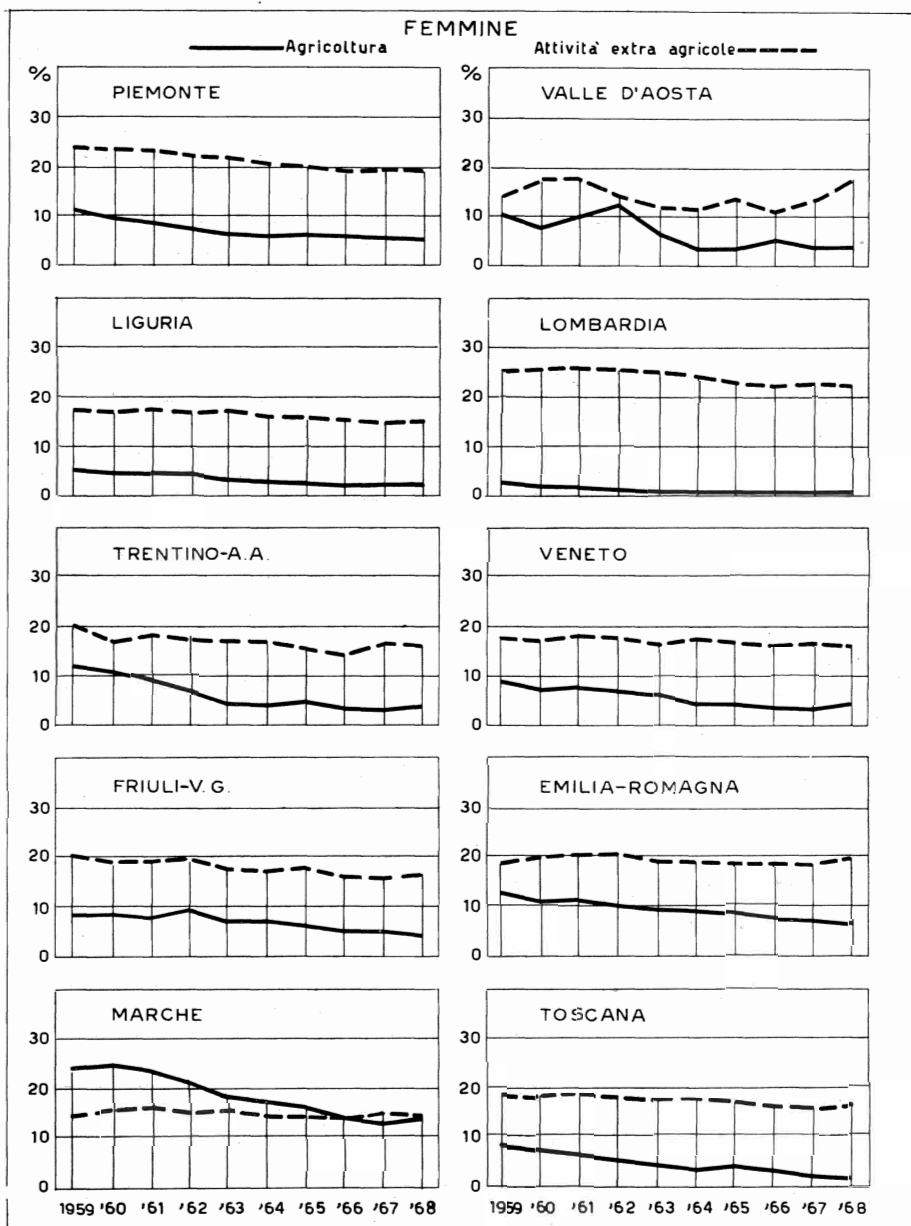 FEMMINE
Agricoltura Attività extra agricole
% %
PIEMONTE VALLE D'AOSTA
30 30
20 20
10 10
0 0
LIGURIA LOMBARDIA
30 30
20 20
10 10
0 0
TRENTINO-A.A. VENETO
30 30
20 20
10 10
0 0
FRIULI-V.G. EMILIA-ROMAGNA
30 30
20 20
10 10
0 0
MARCHE TOSCANA
30 30
20 20
10 10
0 0
1959 '60 '61 '62 '63 '64 '65 '66 '67 '68 1959 '60 '61 '62 '63 '64 '65 '66 '67 '68